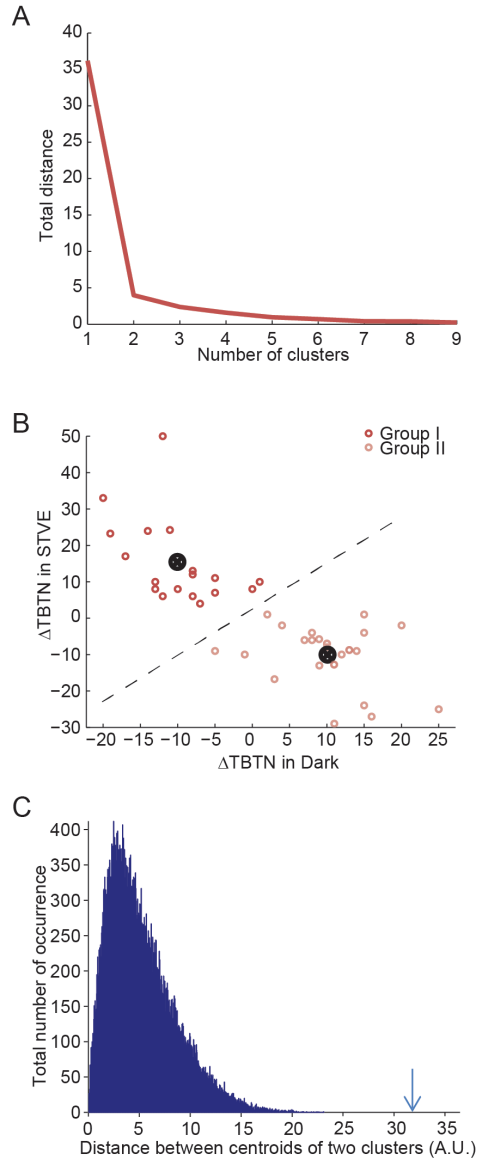 A
40
35
30
25
20
15
10
5
0
Total distance
1 2 3 4 5 6 7 8 9
Number of clusters
B
Group I
Group II
50
40
30
20
10
0
−10
−20
−30
ΔTBTN in STVE
−20 −15 −10 −5 0 5 10 15 20 25
ΔTBTN in Dark
C
400
350
300
250
200
150
100
50
0
Total number of occurrence
0 5 10 15 20 25 30 35
Distance between centroids of two clusters (A.U.)